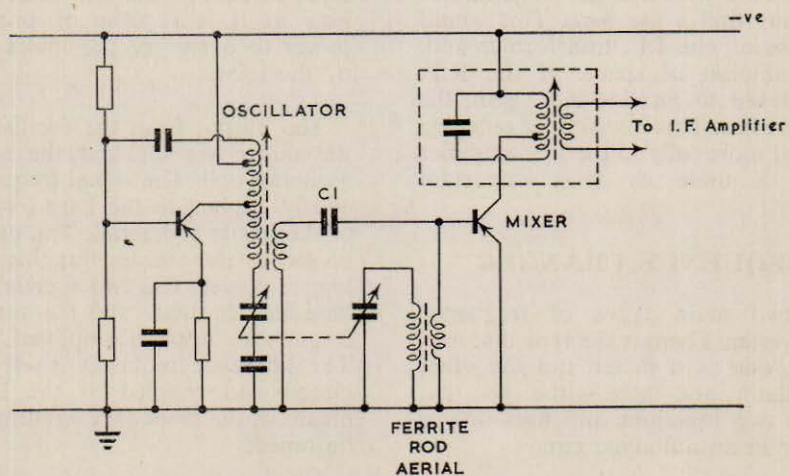 -ve
OSCILLATOR
To I.F. Amplifier
C1
MIXER
FERRITE
ROD
AERIAL